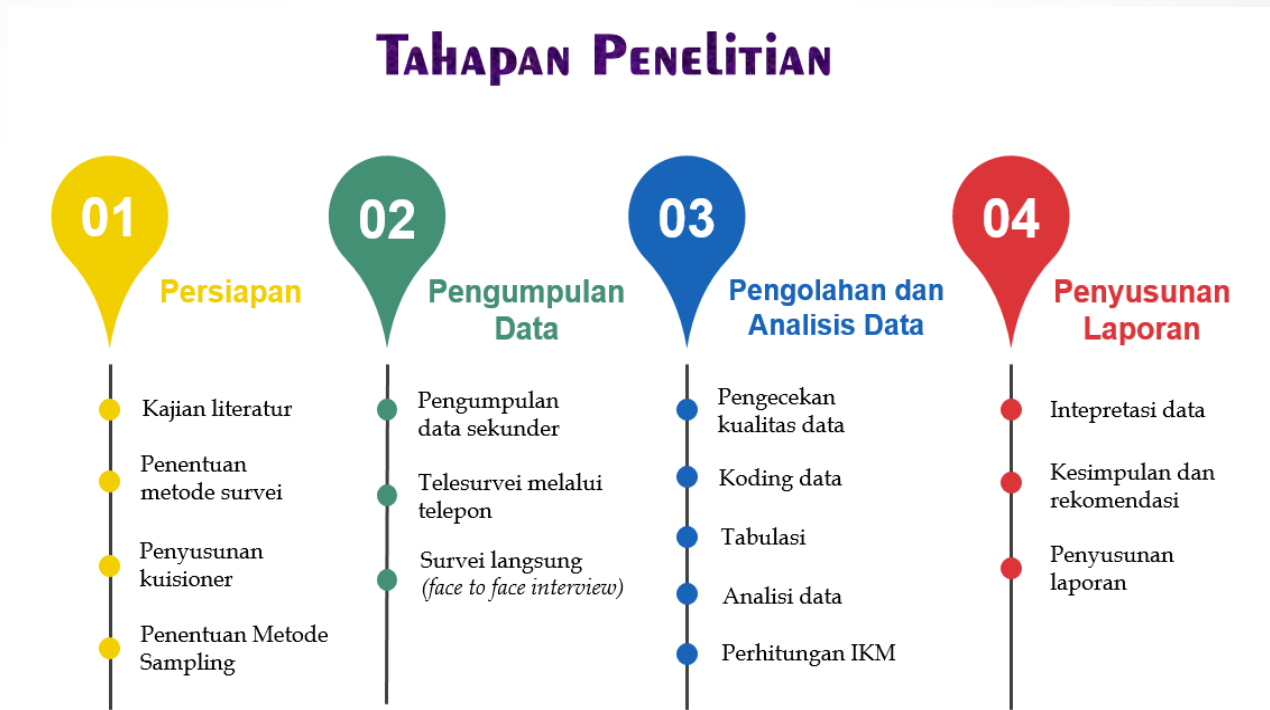 Tahapan Penelitian
01
Persiapan
Kajian literatur
Penentuan
metode survei
Penyusunan
kuisioner
Penentuan Metode
Sampling
02
Pengumpulan
Data
Pengumpulan
data sekunder
Telesurvei melalui
telepon
Survei langsung
(face to face interview)
03
Pengolahan dan
Analisis Data
Pengecekan
kualitas data
Koding data
Tabulasi
Analisi data
Perhitungan IKM
04
Penyusunan
Laporan
Intepretasi data
Kesimpulan dan
rekomendasi
Penyusunan
laporan